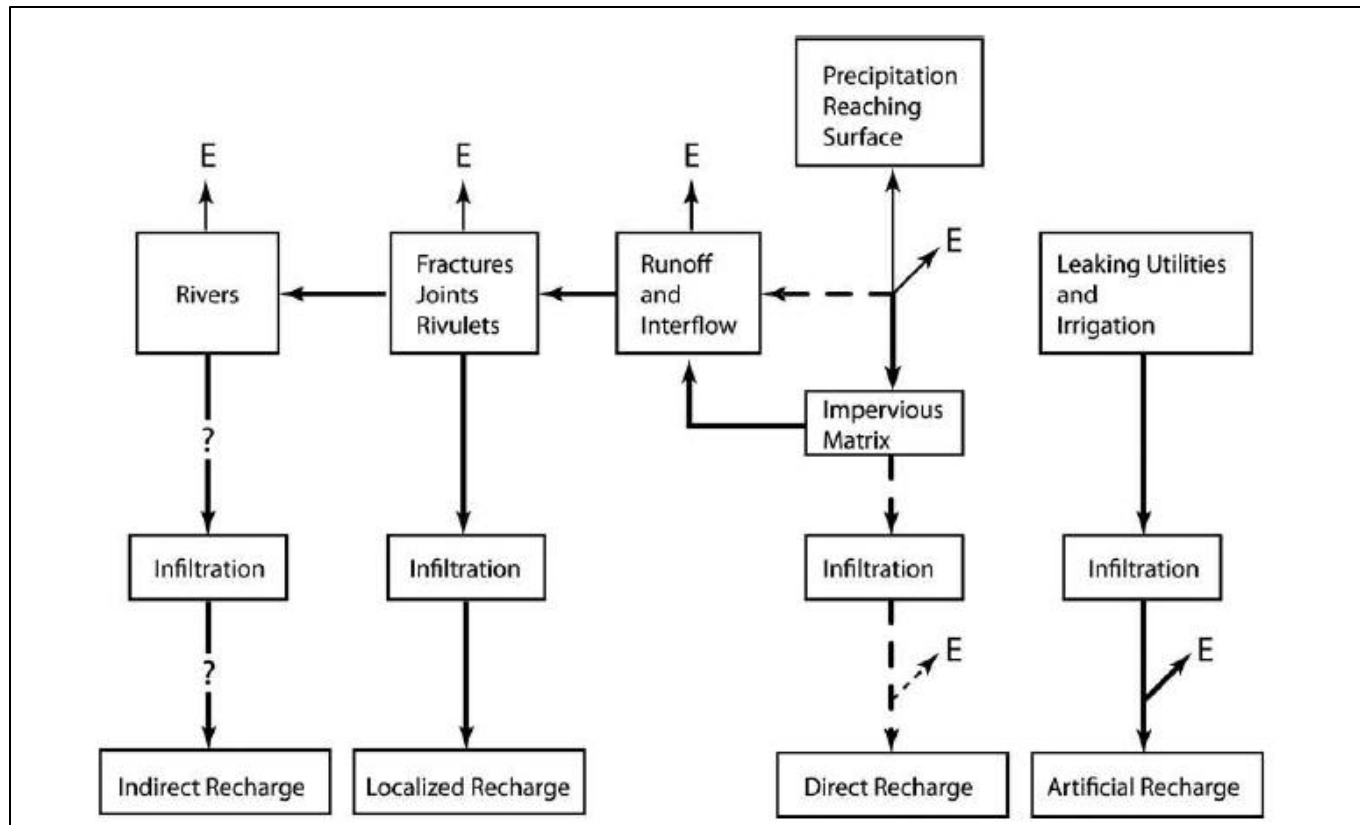 Precipitation
Reaching
Surface
E
E
E
E
Rivers
Fractures
Joints
Rivulets
Runoff
and
Interflow
Leaking Utilities
and
Irrigation
Impervious
Matrix
?
Infiltration
Infiltration
Infiltration
Infiltration
?
E
E
Indirect Recharge
Localized Recharge
Direct Recharge
Artificial Recharge